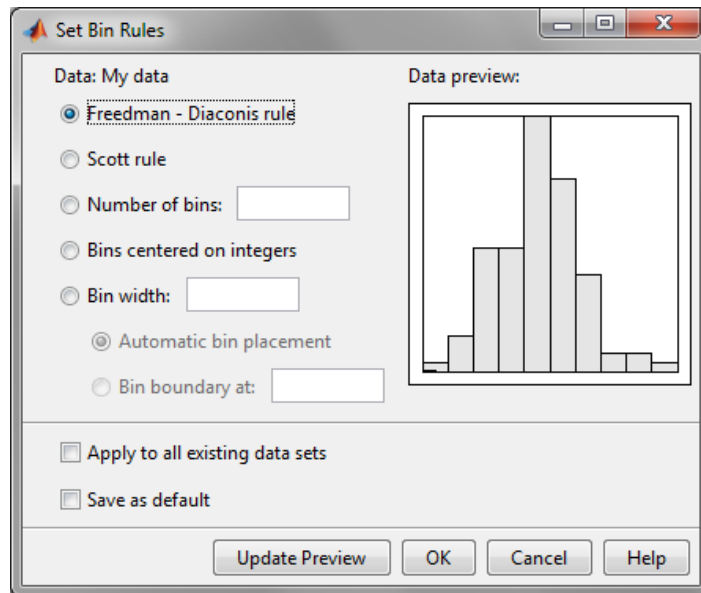 Set Bin Rules
Data: My data
Data preview:
Freedman - Diaconis rule
Scott rule
Number of bins:
Bins centered on integers
Bin width:
Automatic bin placement
Bin boundary at:
Apply to all existing data sets
Save as default
Update Preview
OK
Cancel
Help